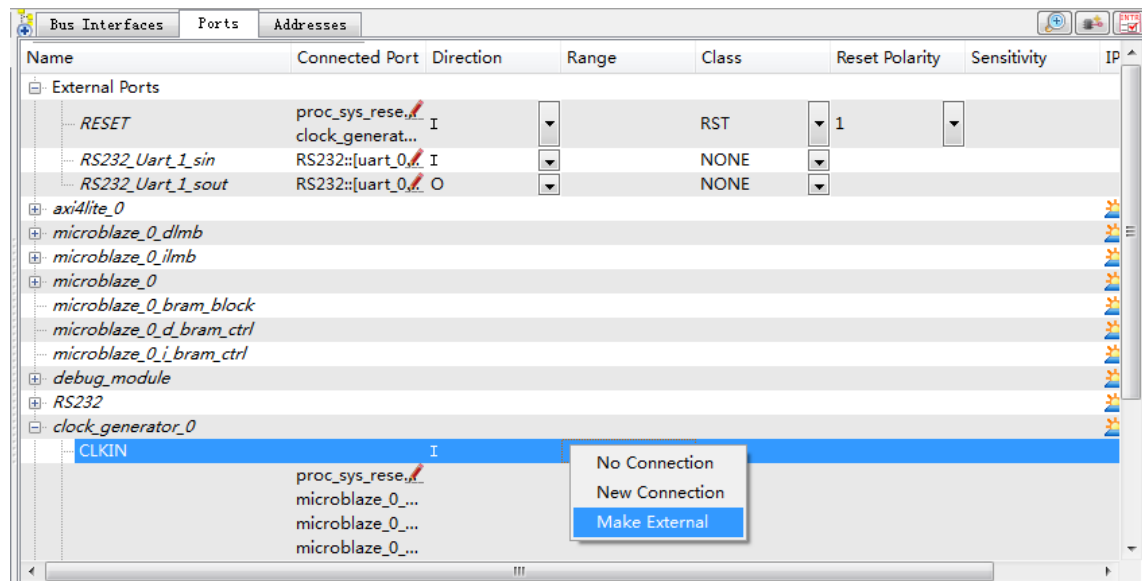 Bus Interfaces Ports Addresses
INTR
Name Connected Port Direction Range Class Reset Polarity Sensitivity IP
External Ports
RESET proc_sys_rese... I RST 1
clock_generat...
RS232_Uart_1_sin RS232::[uart_0,... I NONE
RS232_Uart_1_sout RS232::[uart_0,... O NONE
axi4lite_0
microblaze_0_dlmb
microblaze_0_ilmb
microblaze_0
microblaze_0_bram_block
microblaze_0_d_bram_ctrl
microblaze_0_i_bram_ctrl
debug_module
RS232
clock_generator_0
CLKIN I
No Connection
proc_sys_rese...
New Connection
microblaze_0_...
Make External
microblaze_0_...
microblaze_0_...